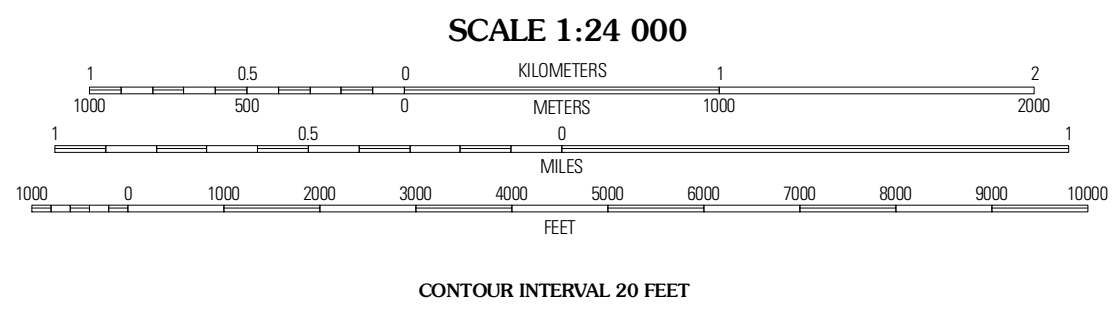 SCALE 1:24 000
1 0.5 0 KILOMETERS 1 2
1000 500 0 METERS 1000 2000
1 0.5 0 1
MILES
1000 0 1000 2000 3000 4000 5000 6000 7000 8000 9000 10000
FEET
CONTOUR INTERVAL 20 FEET